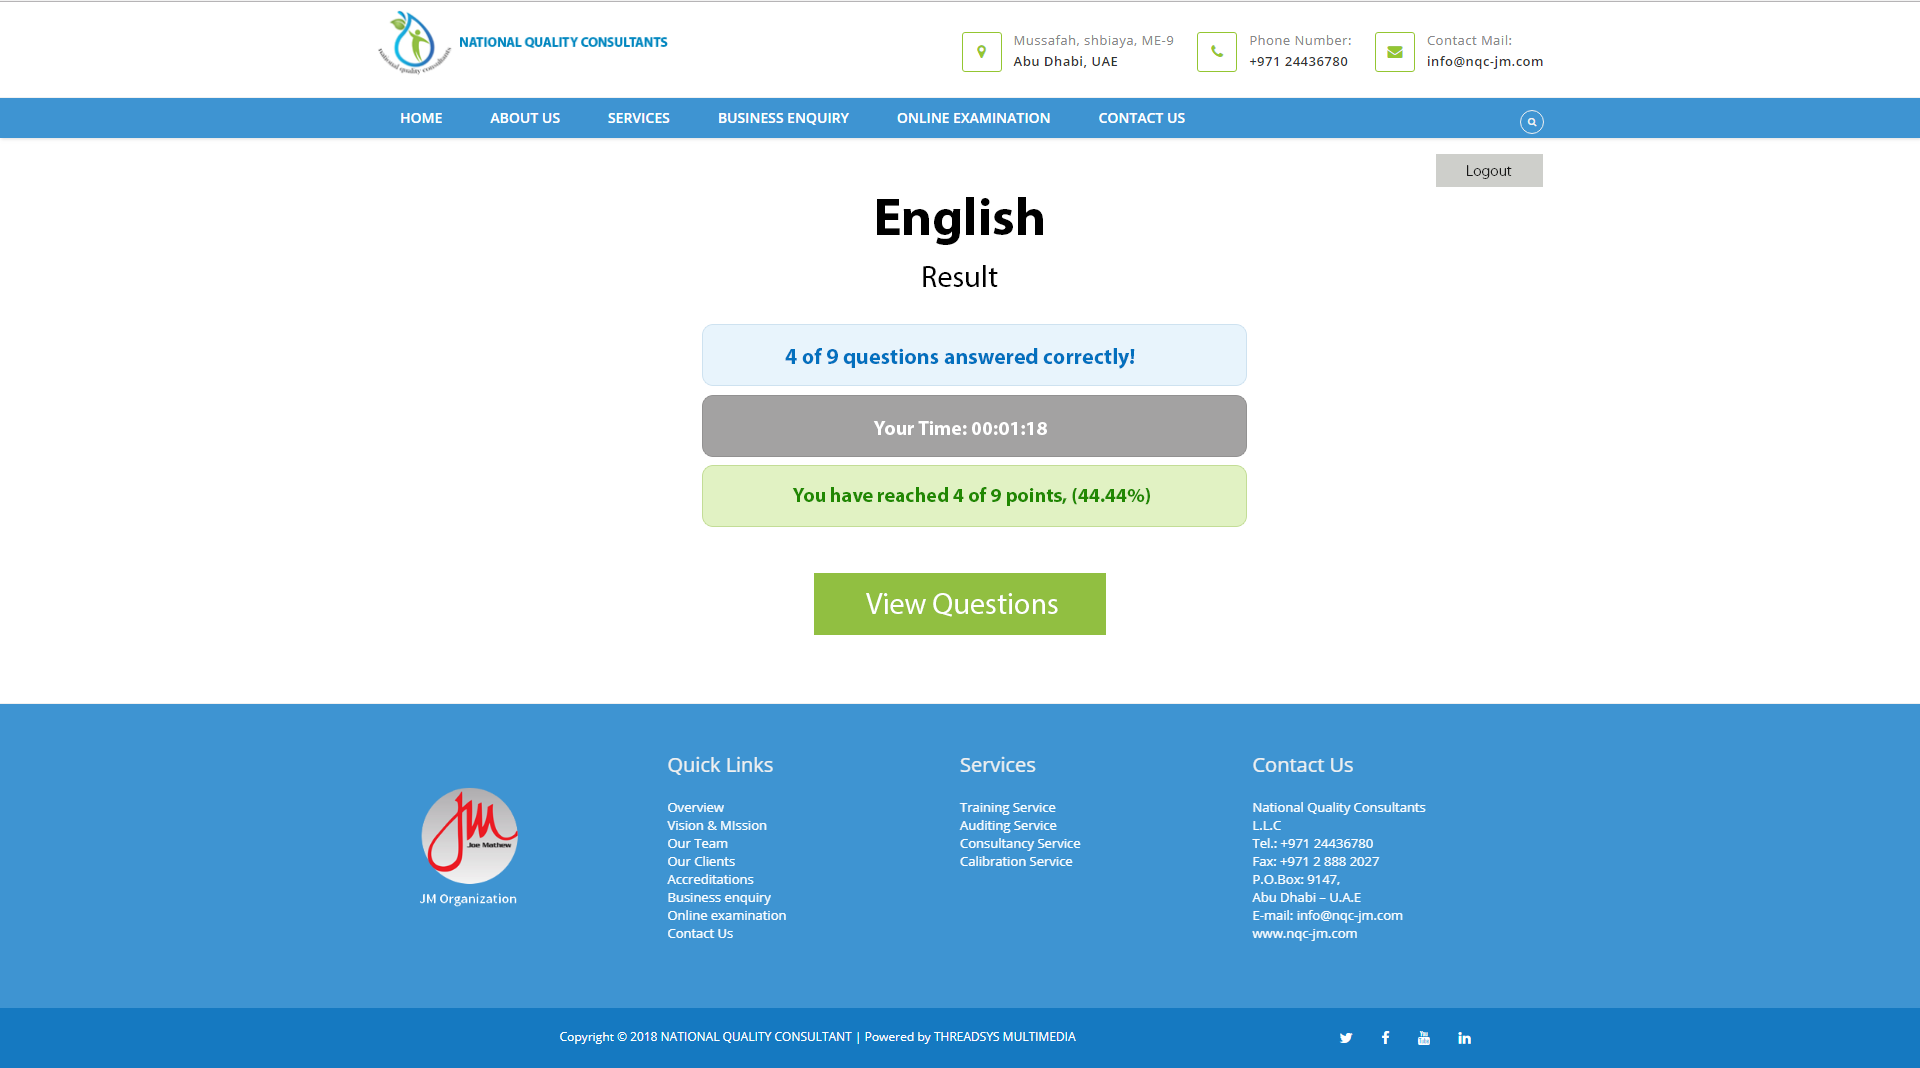 national quality consultants
NATIONAL QUALITY CONSULTANTS
Mussafah, shbiaya, ME-9
Abu Dhabi, UAE
Phone Number:
+971 24436780
Contact Mail:
info@nqc-jm.com
HOME ABOUT US SERVICES BUSINESS ENQUIRY ONLINE EXAMINATION CONTACT US
Logout
English
Result
4 of 9 questions answered correctly!
Your Time: 00:01:18
You have reached 4 of 9 points, (44.44%)
View Questions
Jm
Joe Mathew
JM Organization
Quick Links
Overview
Vision & MIssion
Our Team
Our Clients
Accreditations
Business enquiry
Online examination
Contact Us
Services
Training Service
Auditing Service
Consultancy Service
Calibration Service
Contact Us
National Quality Consultants
L.L.C
Tel.: +971 24436780
Fax: +971 2 888 2027
P.O.Box: 9147,
Abu Dhabi – U.A.E
E-mail: info@nqc-jm.com
www.nqc-jm.com
Copyright © 2018 NATIONAL QUALITY CONSULTANT | Powered by THREADSYS MULTIMEDIA